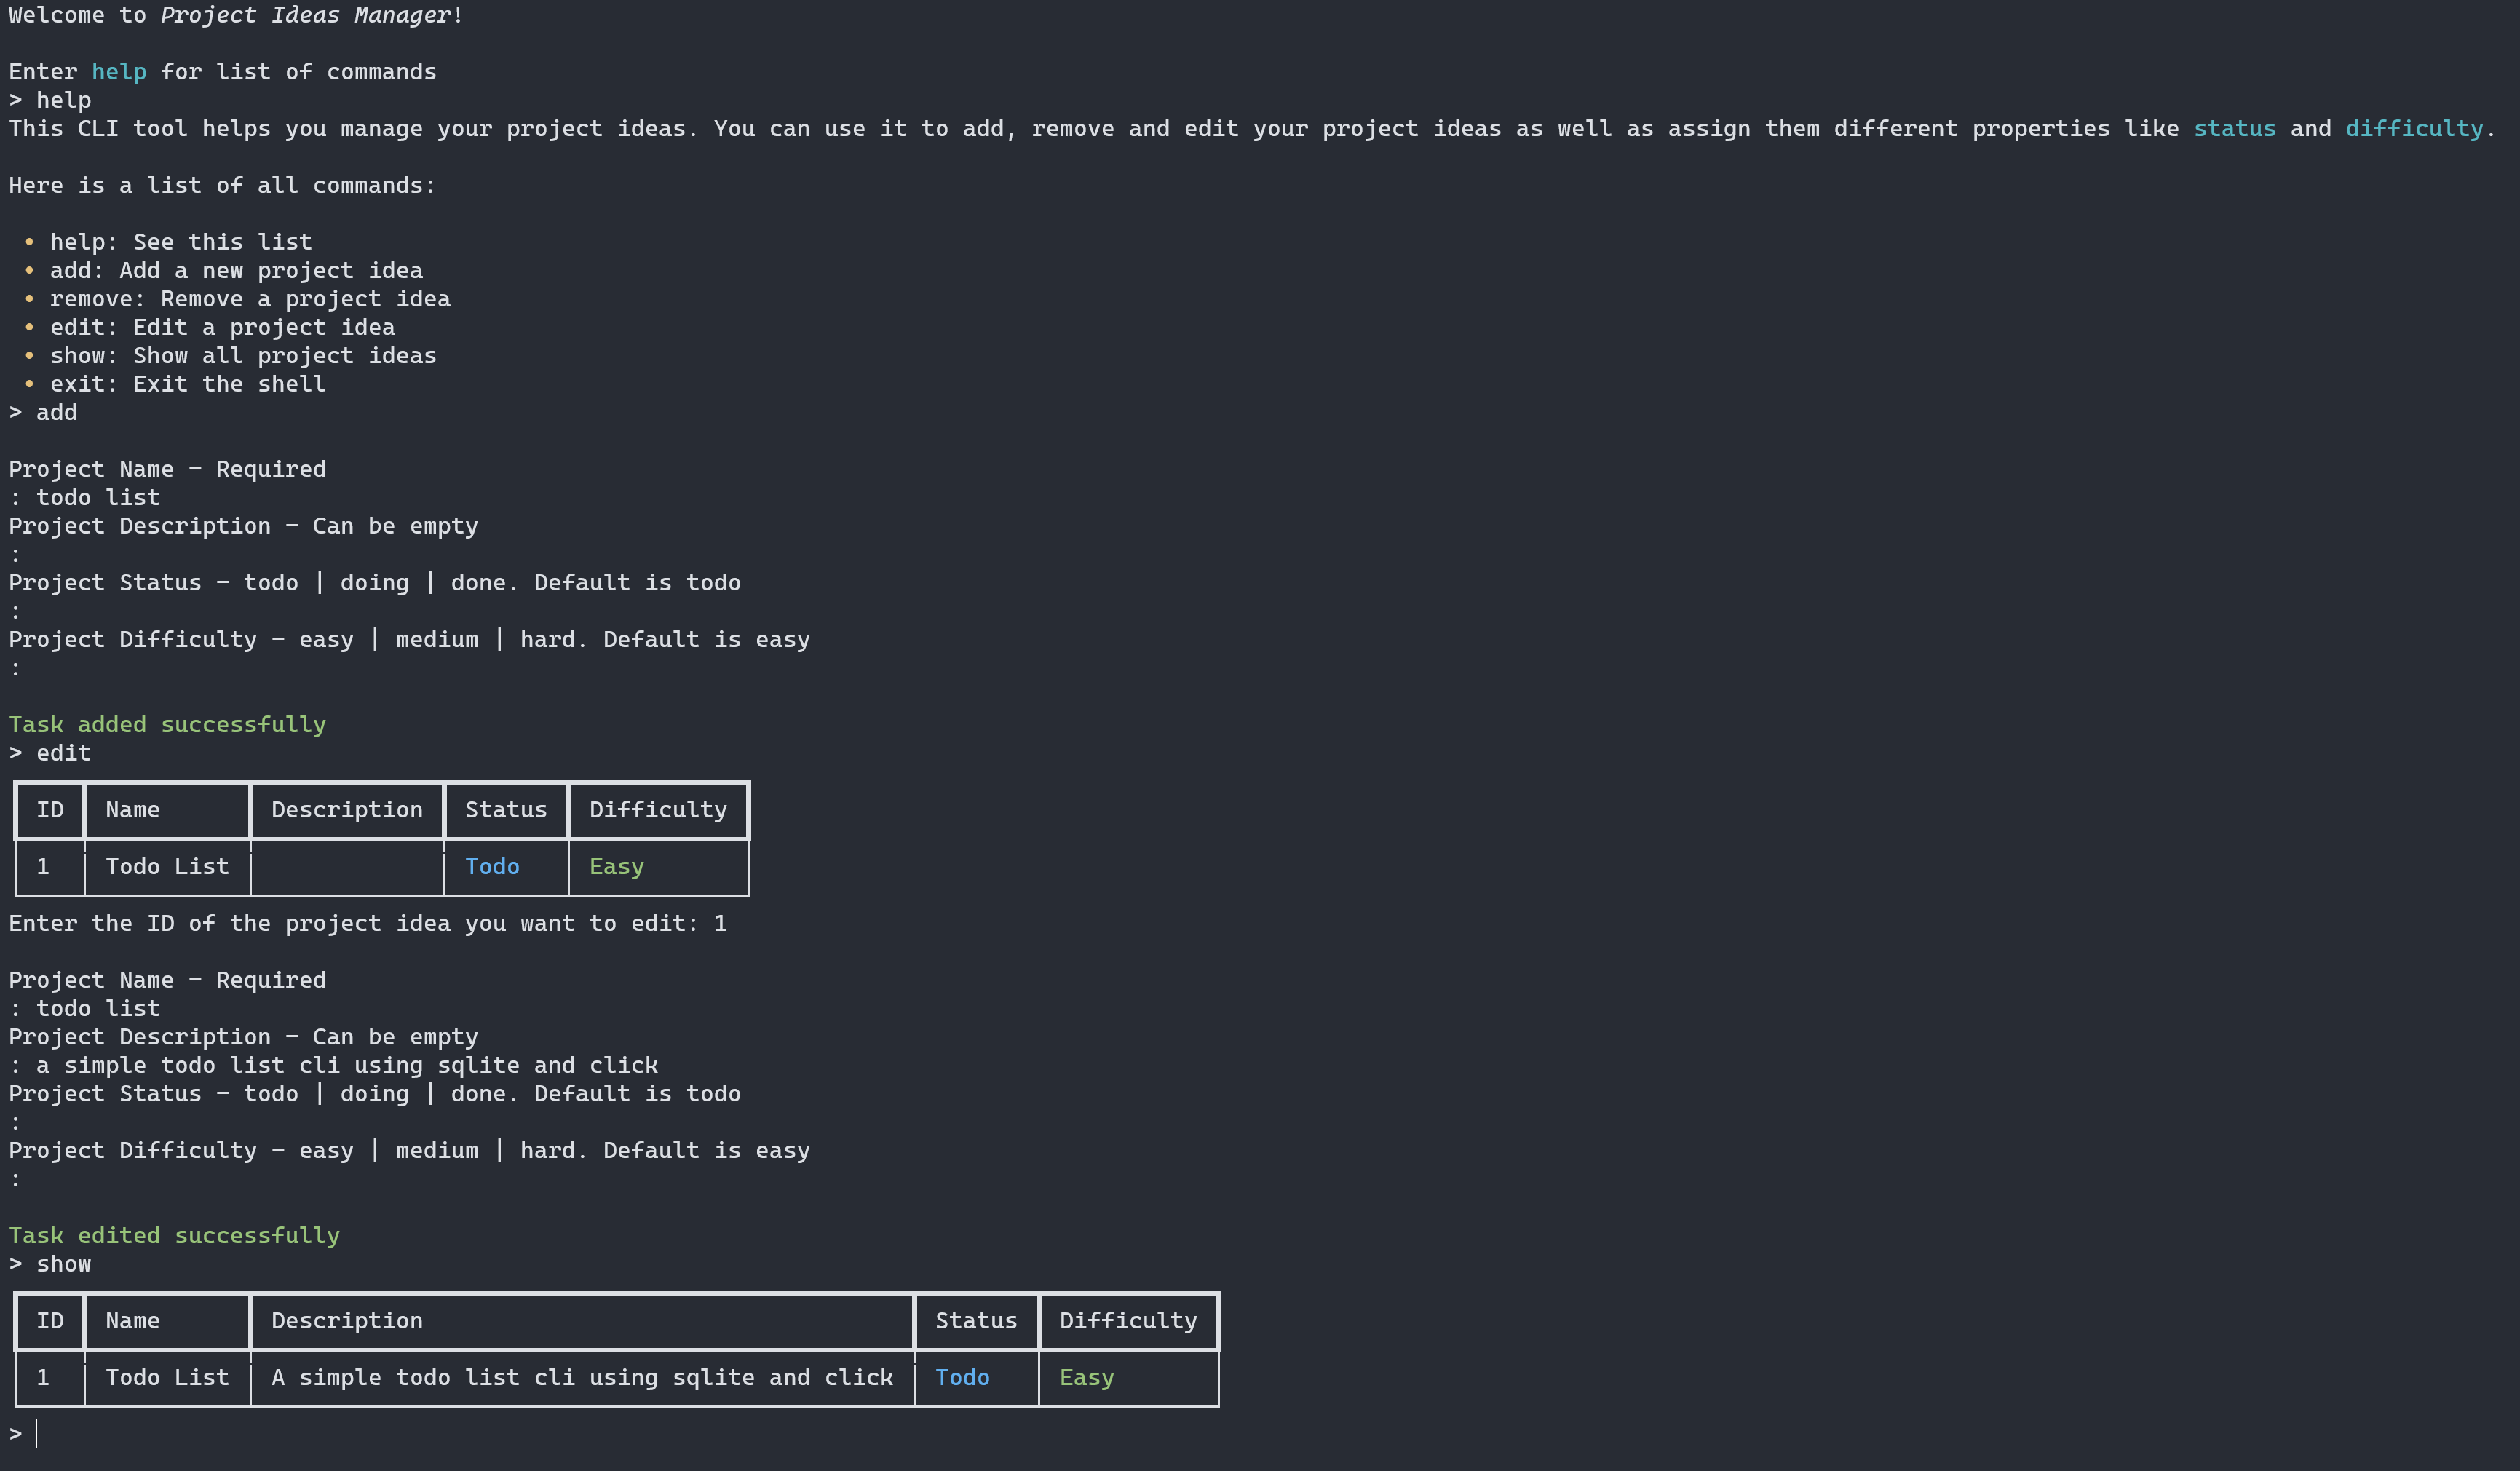 Welcome to Project Ideas Manager!
Enter help for list of commands
> help
This CLI tool helps you manage your project ideas. You can use it to add, remove and edit your project ideas as well as assign them different properties like status and difficulty.
Here is a list of all commands:
• help: See this list
• add: Add a new project idea
• remove: Remove a project idea
• edit: Edit a project idea
• show: Show all project ideas
• exit: Exit the shell
> add
Project Name - Required
: todo list
Project Description - Can be empty
:
Project Status - todo | doing | done. Default is todo
:
Project Difficulty - easy | medium | hard. Default is easy
:
Task added successfully
> edit
ID Name Description Status Difficulty
1 Todo List Todo Easy
Enter the ID of the project idea you want to edit: 1
Project Name - Required
: todo list
Project Description - Can be empty
: a simple todo list cli using sqlite and click
Project Status - todo | doing | done. Default is todo
:
Project Difficulty - easy | medium | hard. Default is easy
:
Task edited successfully
> show
ID Name Description Status Difficulty
1 Todo List A simple todo list cli using sqlite and click Todo Easy
>